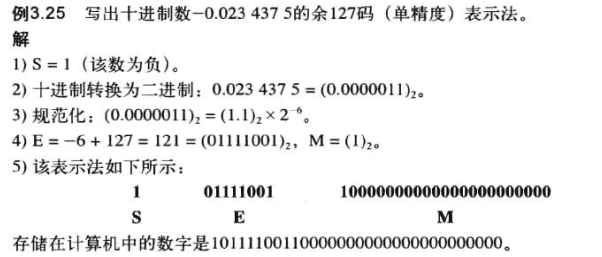 例3.25 写出十进制数-0.023 437 5的余127码（单精度）表示法。
解
1) S = 1（该数为负）。
2) 十进制转换为二进制：0.023 437 5 = (0.0000011)₂。
3) 规范化：(0.0000011)₂ = (1.1)₂ × 2⁻⁶。
4) E = −6 + 127 = 121 = (01111001)₂，M = (1)₂。
5) 该表示法如下所示：
1 01111001 10000000000000000000000
S E M
存储在计算机中的数字是10111100110000000000000000000000。